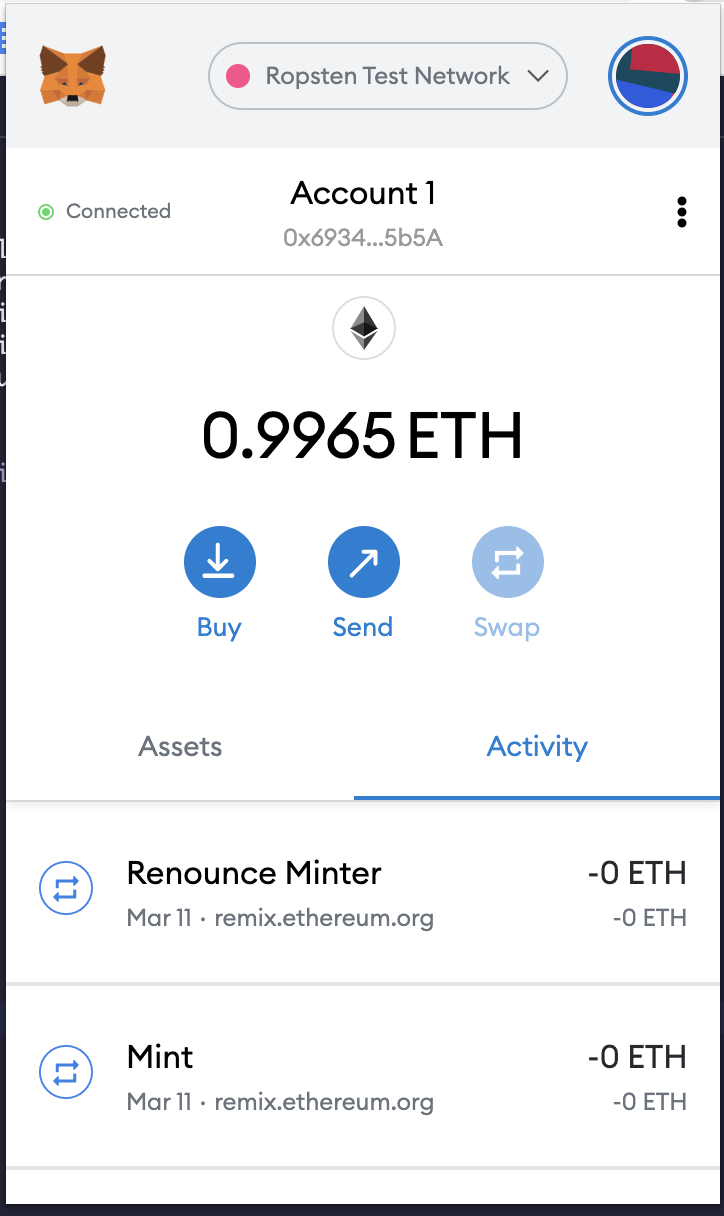 Ropsten Test Network
Connected
Account 1
0x6934...5b5A
0.9965 ETH
Buy
Send
Swap
Assets
Activity
Renounce Minter
-0 ETH
Mar 11 · remix.ethereum.org
-0 ETH
Mint
-0 ETH
Mar 11 · remix.ethereum.org
-0 ETH